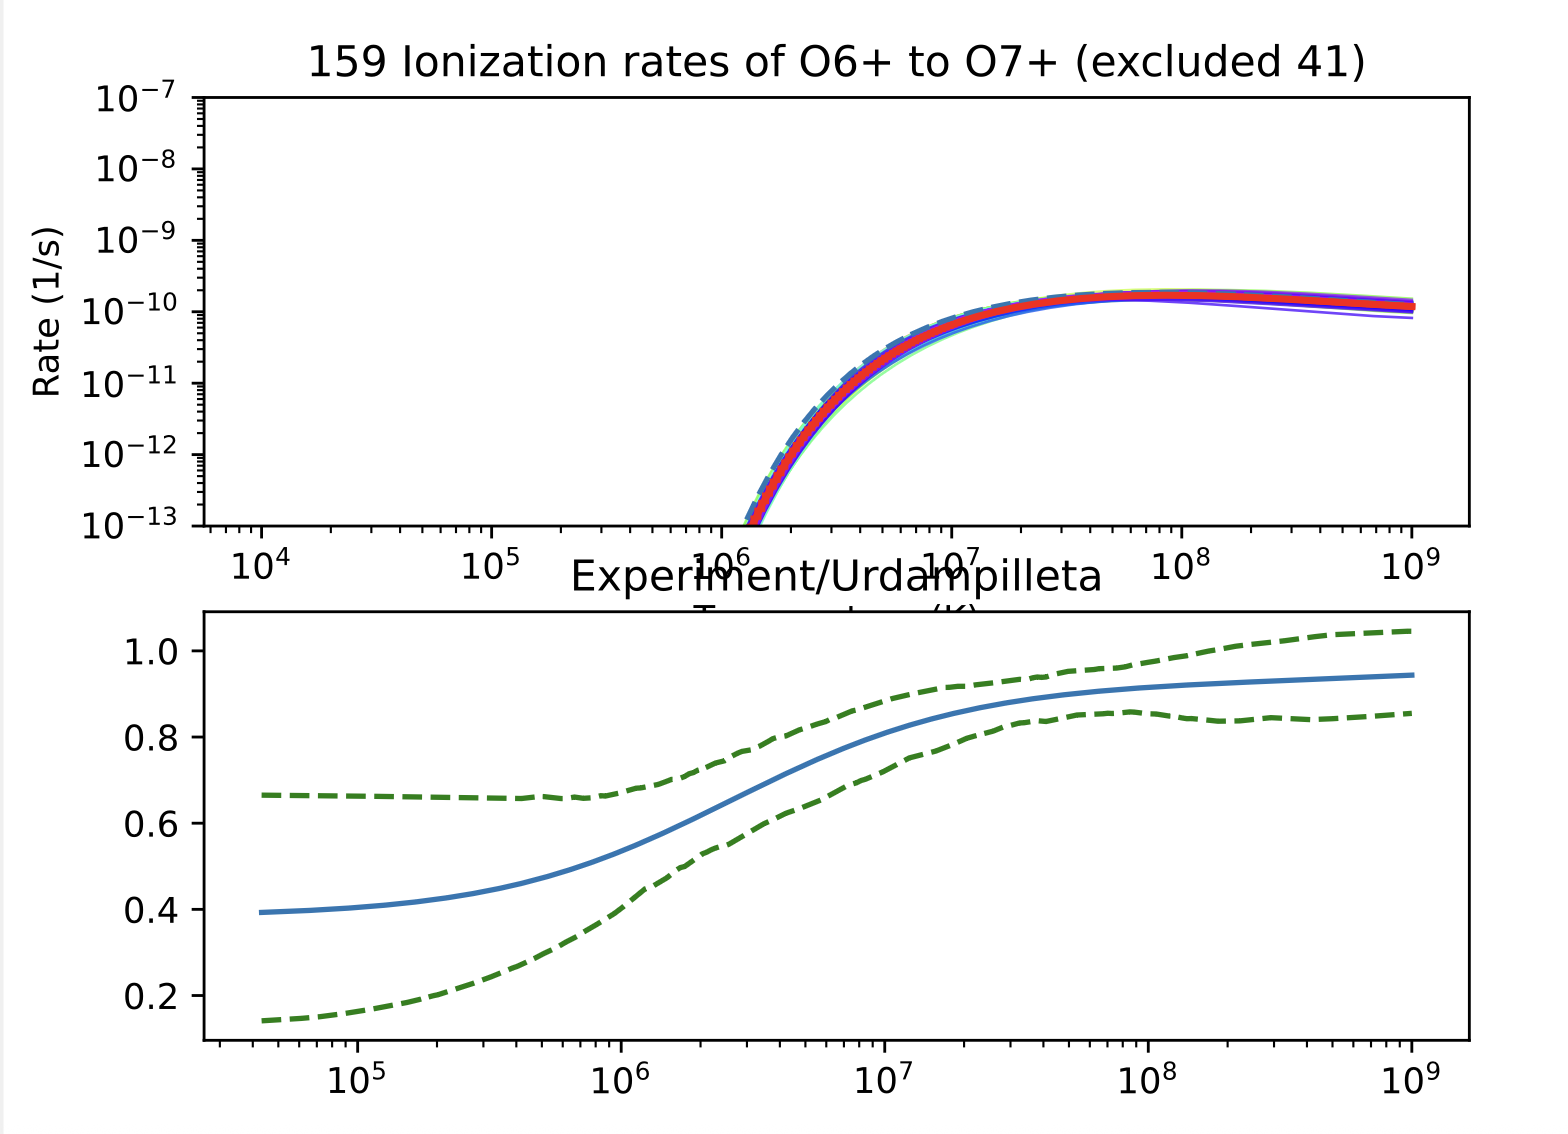 159 Ionization rates of O6+ to O7+ (excluded 41)
10⁻⁷
10⁻⁸
10⁻⁹
10⁻¹⁰
10⁻¹¹
10⁻¹²
10⁻¹³
Rate (1/s)
10⁴ 10⁵ 10⁶ 10⁷ 10⁸ 10⁹
Experiment/Urdampilleta
(K)
1.0
0.8
0.6
0.4
0.2
10⁵ 10⁶ 10⁷ 10⁸ 10⁹